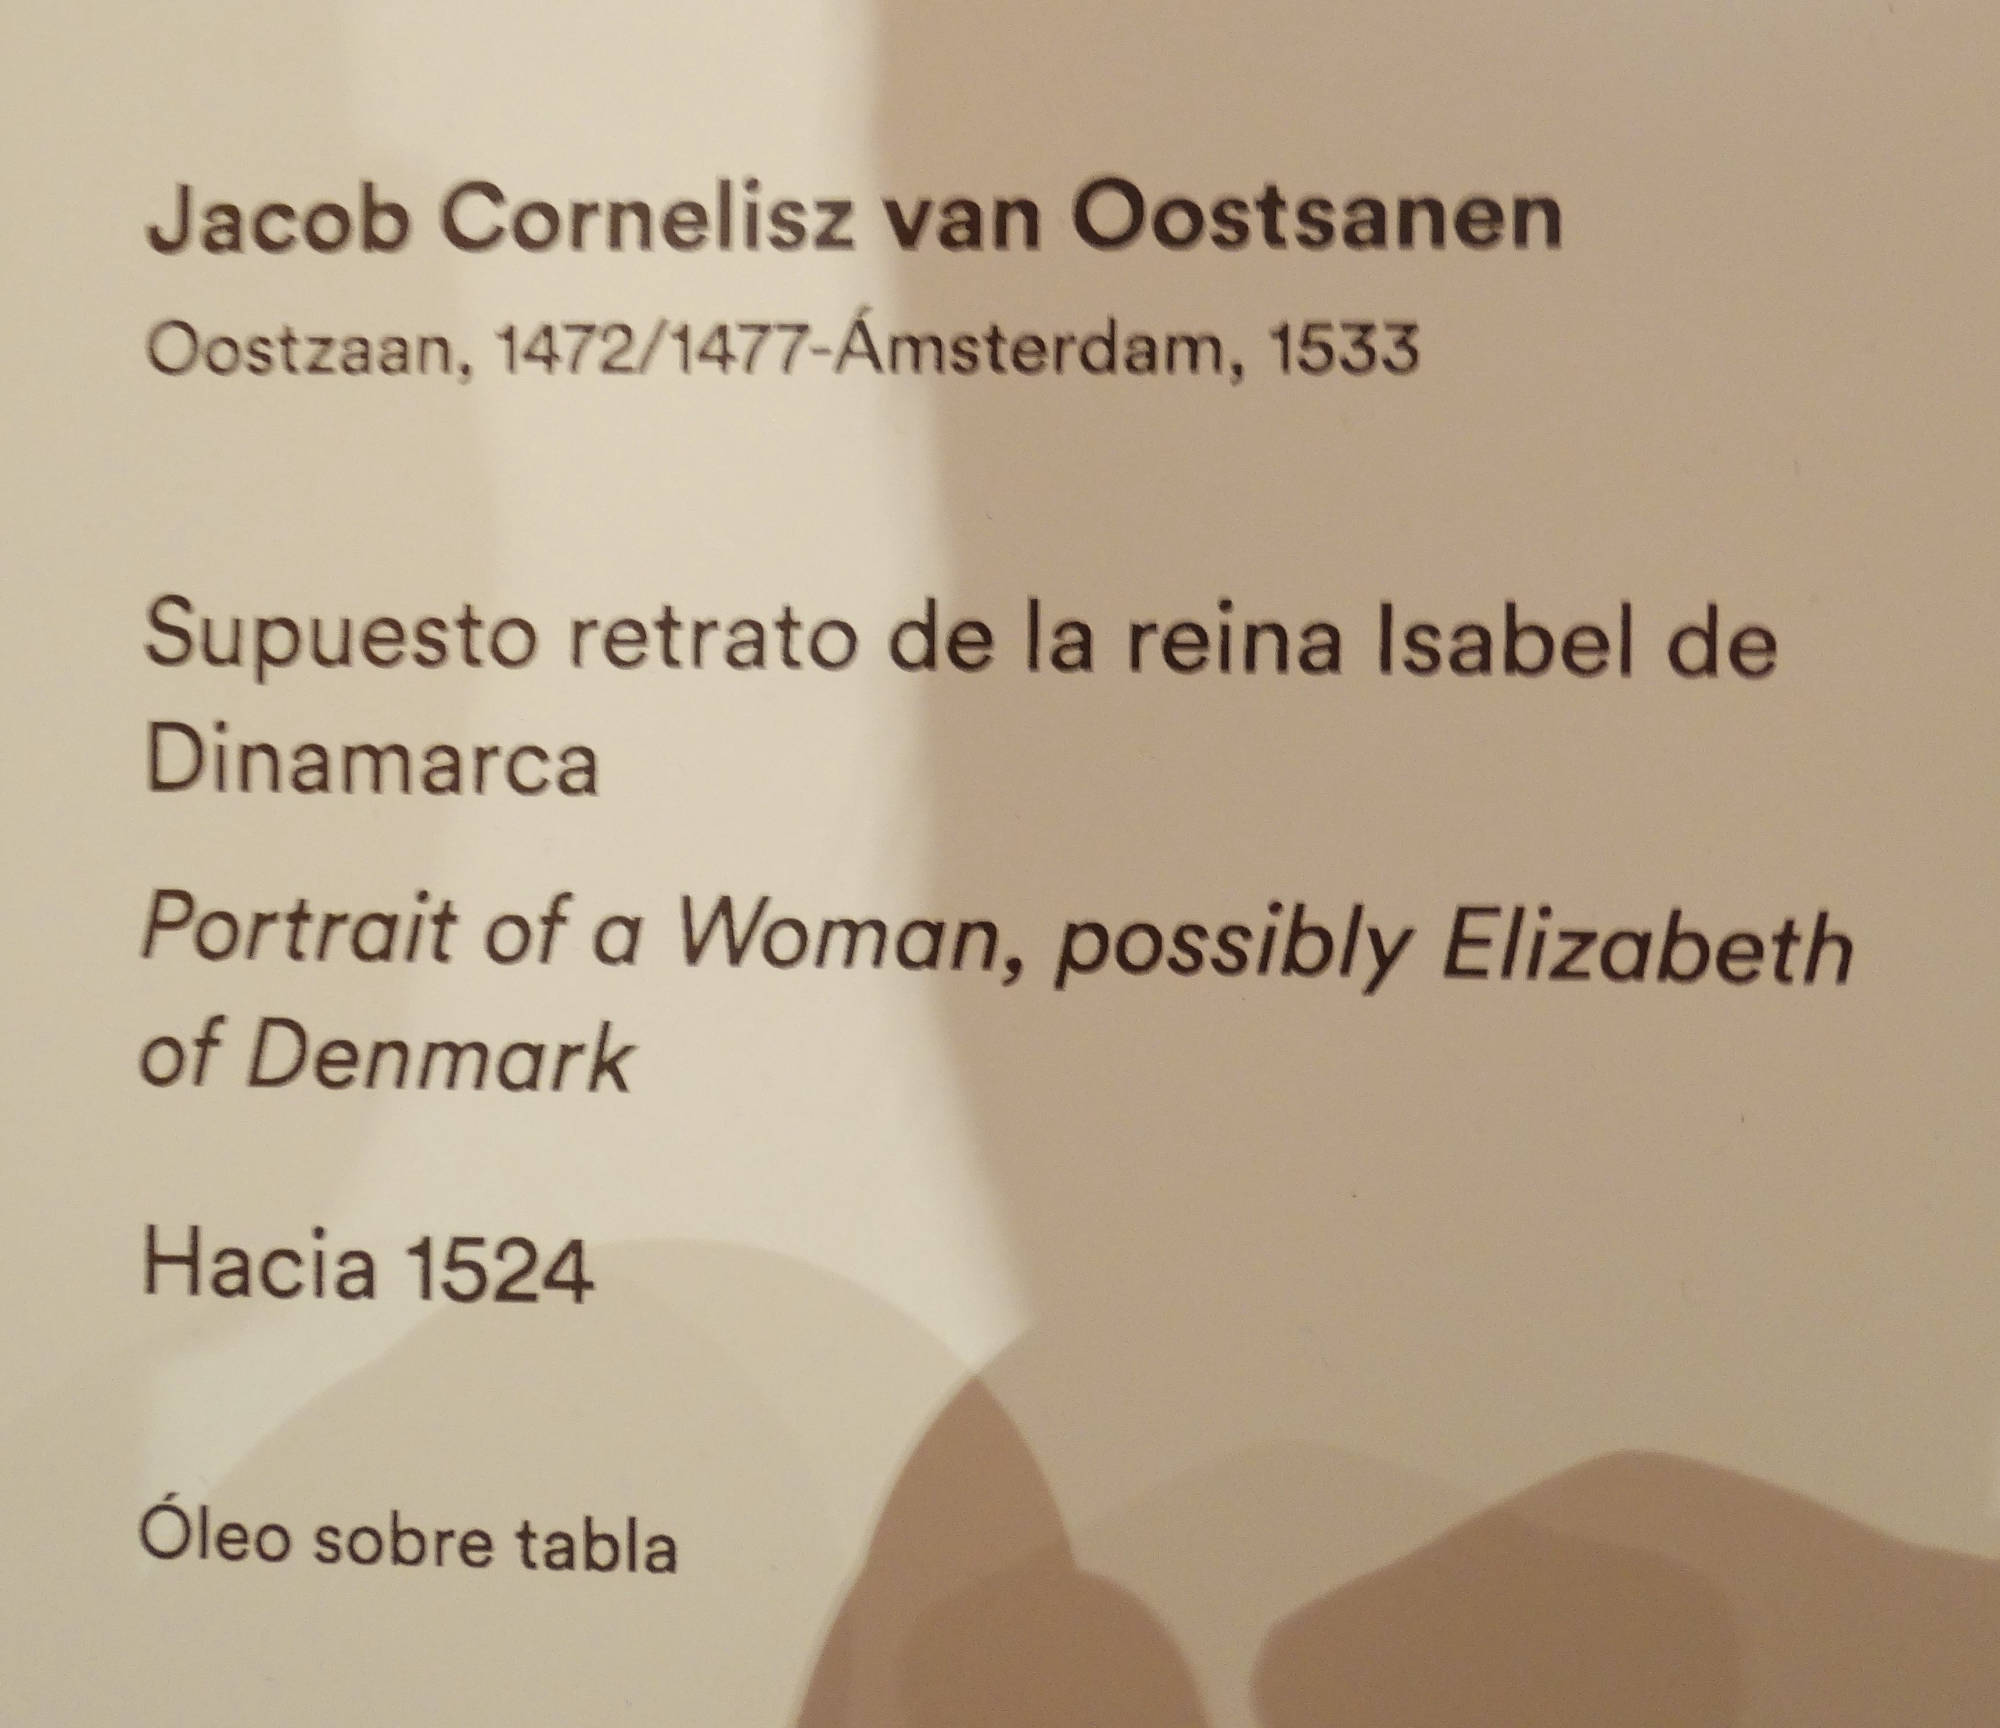 Jacob Cornelisz van Oostsanen
Oostzaan, 1472/1477-Ámsterdam, 1533
Supuesto retrato de la reina Isabel de
Dinamarca
Portrait of a Woman, possibly Elizabeth
of Denmark
Hacia 1524
Óleo sobre tabla